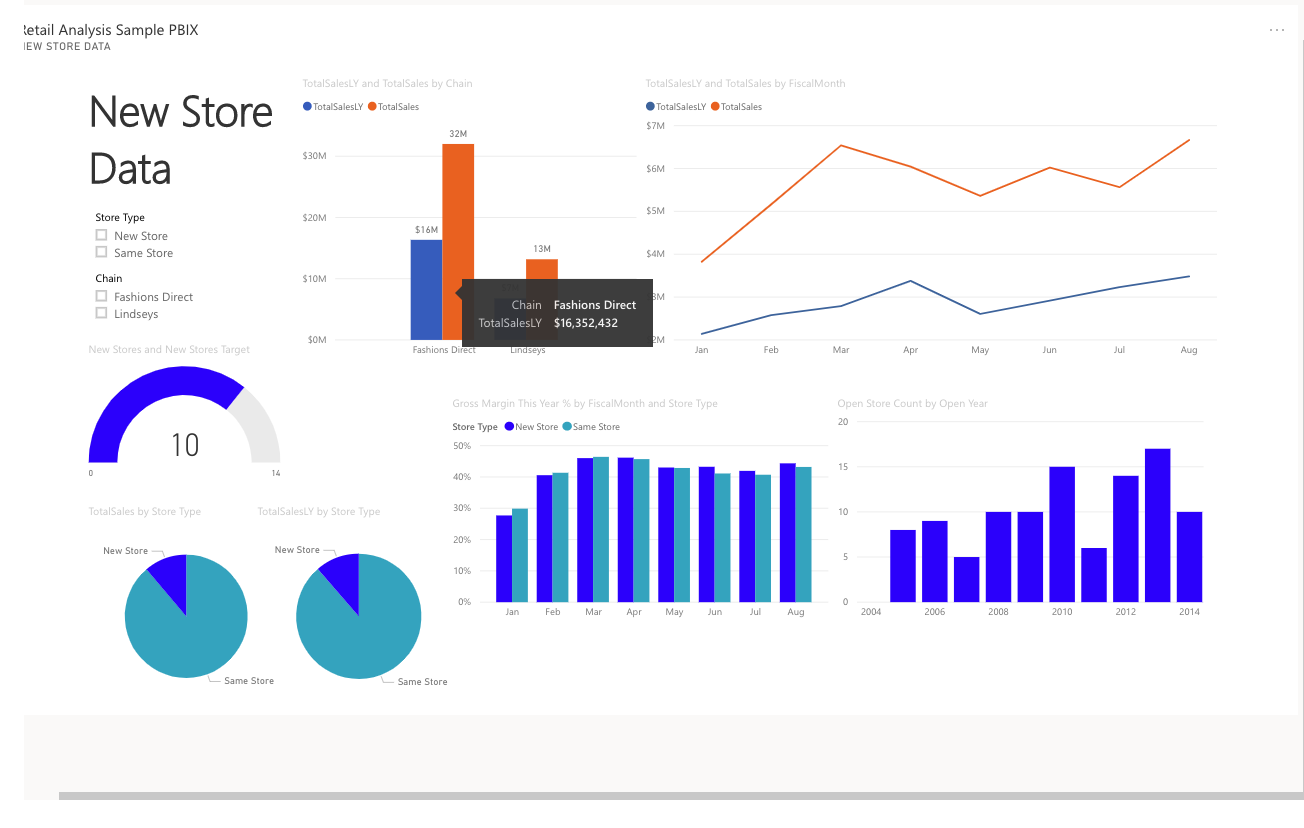 etail Analysis Sample PBIX
EW STORE DATA
...
New Store
Data
Store Type
New Store
Same Store
Chain
Fashions Direct
Lindseys
TotalSalesLY and TotalSales by Chain
TotalSalesLY TotalSales
$30M
$20M
$10M
$0M
$16M
32M
13M
Fashions Direct
Lindseys
Chain Fashions Direct
TotalSalesLY $16,352,432
TotalSalesLY and TotalSales by FiscalMonth
TotalSalesLY TotalSales
$7M
$6M
$5M
$4M
3M
2M
Jan Feb Mar Apr May Jun Jul Aug
New Stores and New Stores Target
10
0
14
Gross Margin This Year % by FiscalMonth and Store Type
Store Type New Store Same Store
50%
40%
30%
20%
10%
0%
Jan Feb Mar Apr May Jun Jul Aug
Open Store Count by Open Year
20
15
10
5
0
2004 2006 2008 2010 2012 2014
TotalSales by Store Type
New Store
Same Store
TotalSalesLY by Store Type
New Store
Same Store